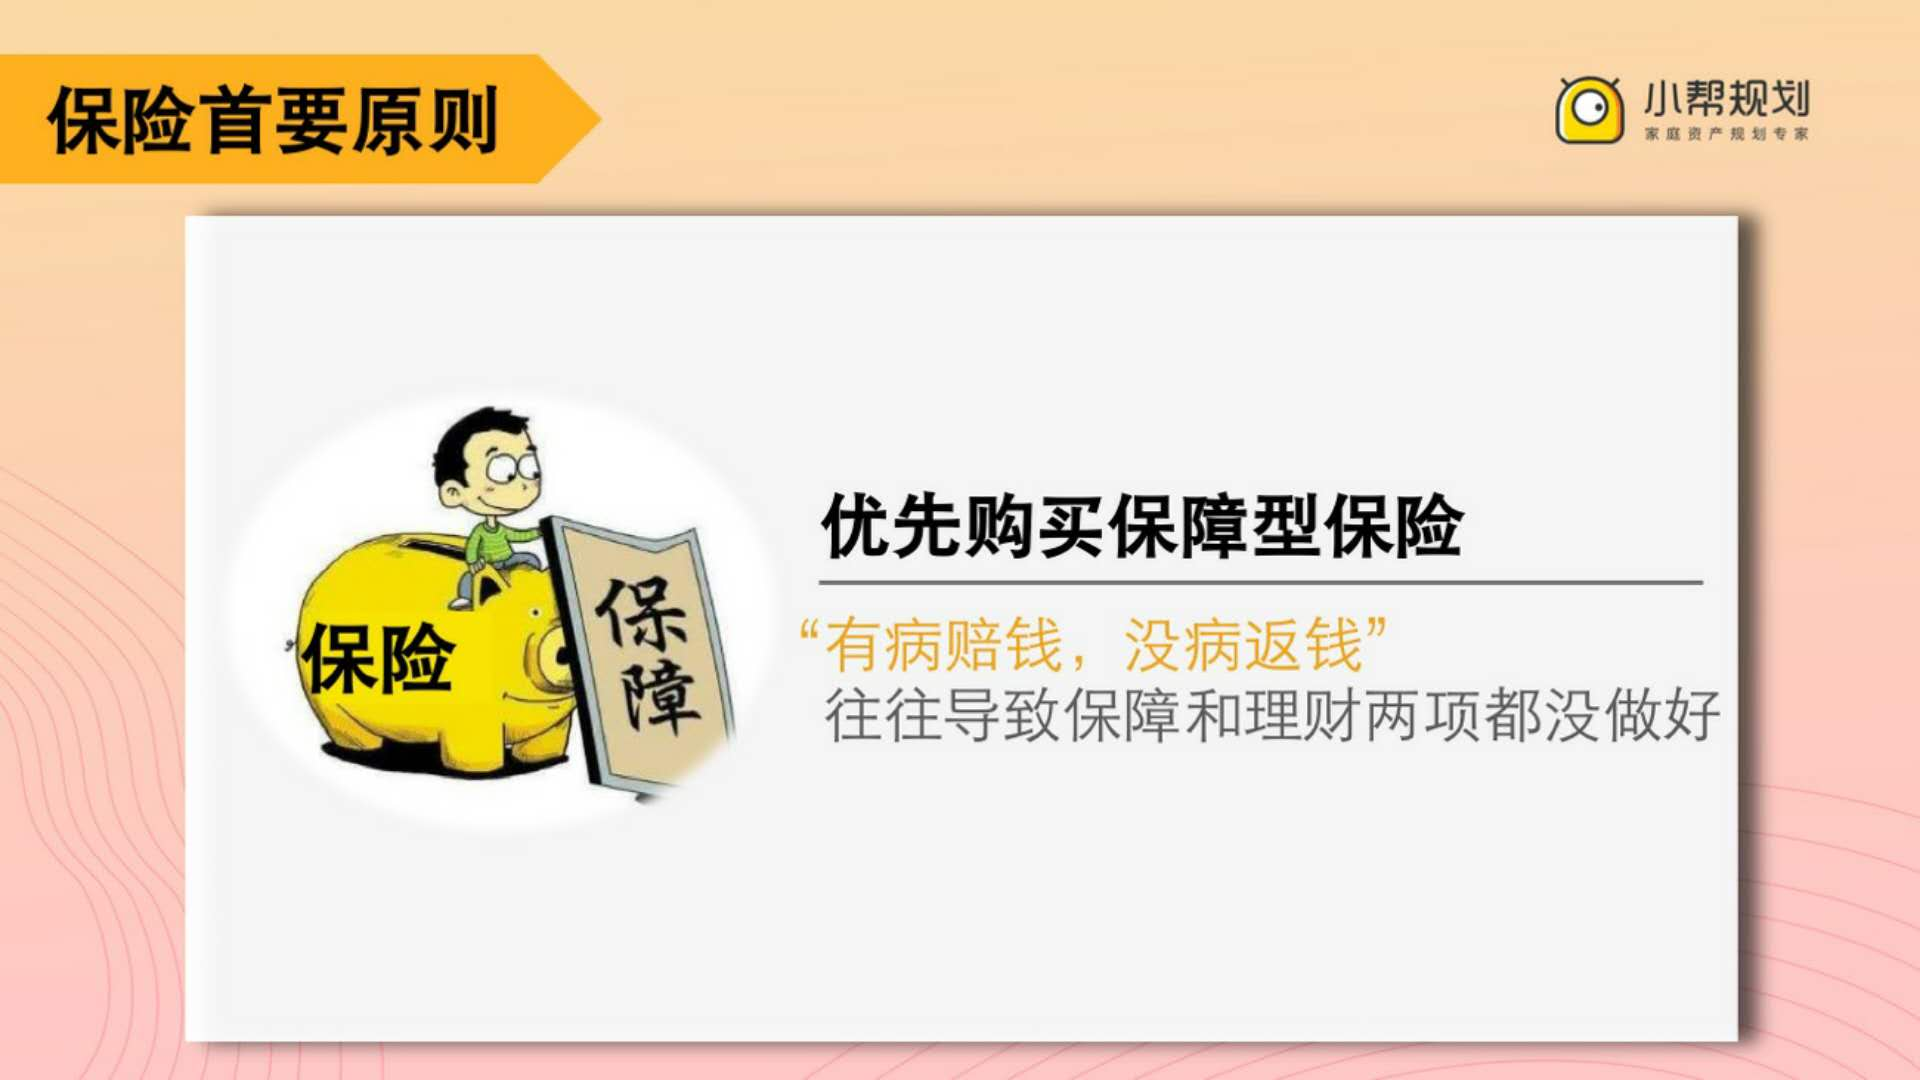 保险首要原则
小帮规划
家庭资产规划专家
保险
保障
优先购买保障型保险
“有病赔钱，没病返钱”
往往导致保障和理财两项都没做好